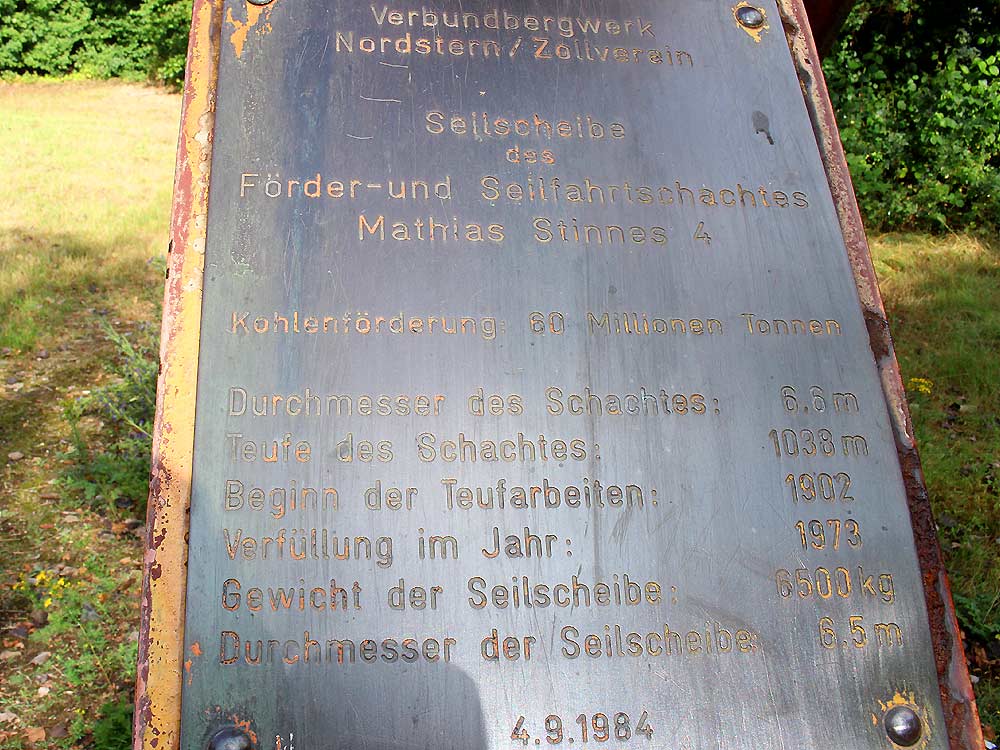 Verbundbergwerk
Nordstern/Zollverein
Seilscheibe
des
Förder-und Seilfahrtschachtes
Mathias Stinnes 4
Kohlenförderung: 60 Millionen Tonnen
Durchmesser des Schachtes: 6.6 m
Teufe des Schachtes: 1038 m
Beginn der Teufarbeiten: 1902
Verfüllung im Jahr: 1973
Gewicht der Seilscheibe: 6500 kg
Durchmesser der Seilscheibe: 6.5 m
4.9.1984